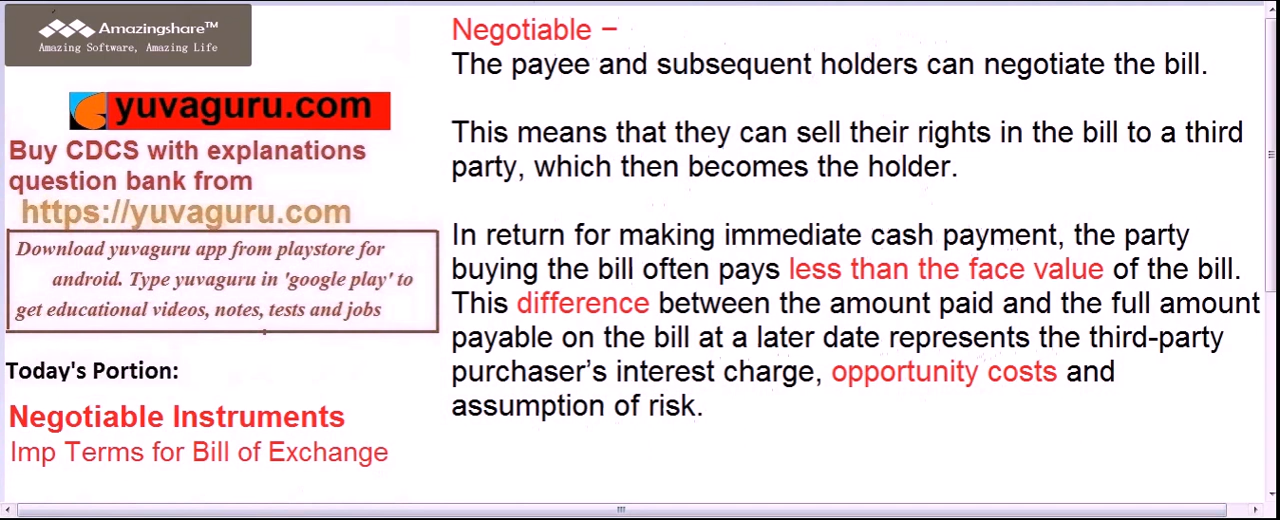 Amazingshare™
Amazing Software, Amazing Life
yuvaguru.com
Buy CDCS with explanations
question bank from
https://yuvaguru.com
Download yuvaguru app from playstore for
android. Type yuvaguru in 'google play' to
get educational videos, notes, tests and jobs
Today's Portion:
Negotiable Instruments
Imp Terms for Bill of Exchange
Negotiable –
The payee and subsequent holders can negotiate the bill.
This means that they can sell their rights in the bill to a third
party, which then becomes the holder.
In return for making immediate cash payment, the party
buying the bill often pays less than the face value of the bill.
This difference between the amount paid and the full amount
payable on the bill at a later date represents the third-party
purchaser’s interest charge, opportunity costs and
assumption of risk.